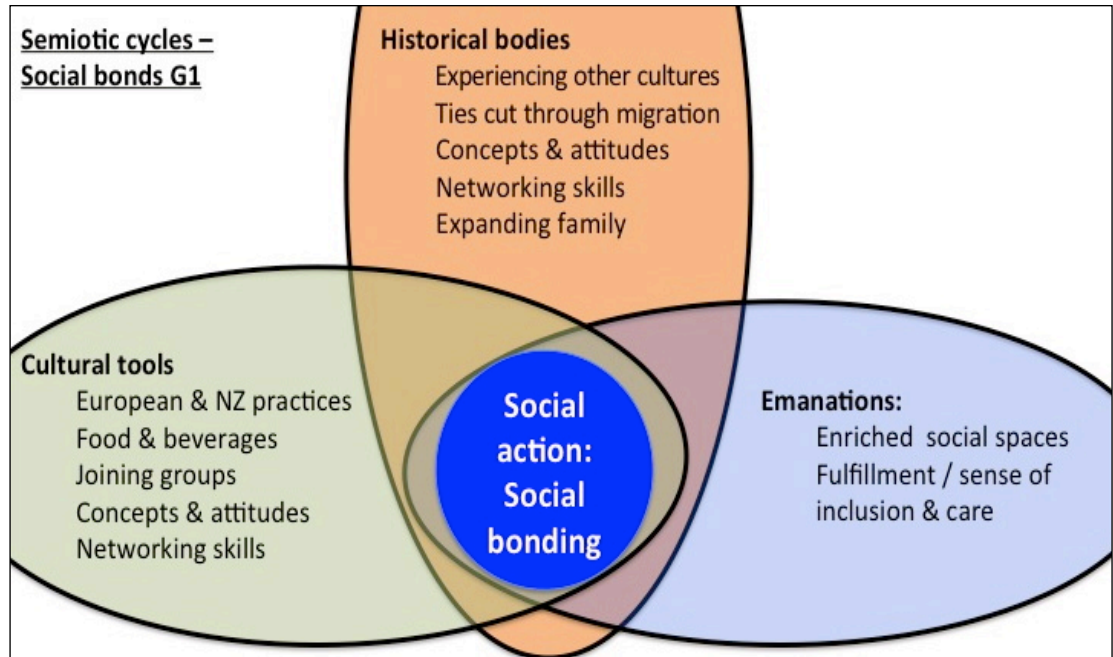 Semiotic cycles –
Social bonds G1
Historical bodies
Experiencing other cultures
Ties cut through migration
Concepts & attitudes
Networking skills
Expanding family
Cultural tools
European & NZ practices
Food & beverages
Joining groups
Concepts & attitudes
Networking skills
Social
action:
Social
bonding
Emanations:
Enriched social spaces
Fulfillment / sense of
inclusion & care